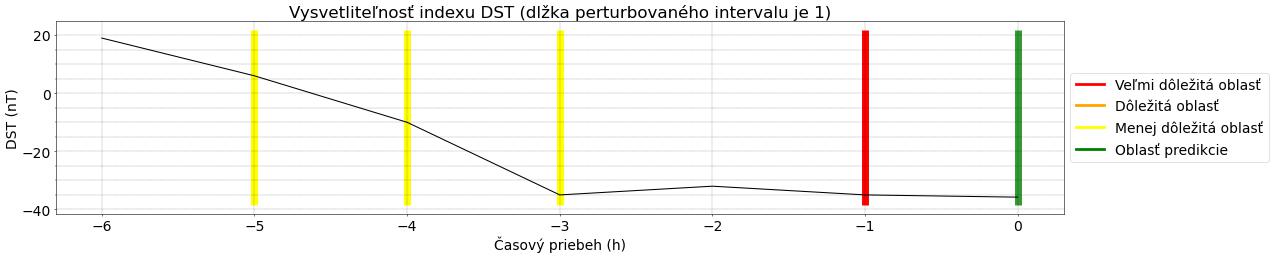 Vysvetliteľnosť indexu DST (dĺžka perturbovaného intervalu je 1)
DST (nT)
20
0
−20
−40
−6
−5
−4
−3
−2
−1
0
Časový priebeh (h)
Veľmi dôležitá oblasť
Dôležitá oblasť
Menej dôležitá oblasť
Oblasť predikcie